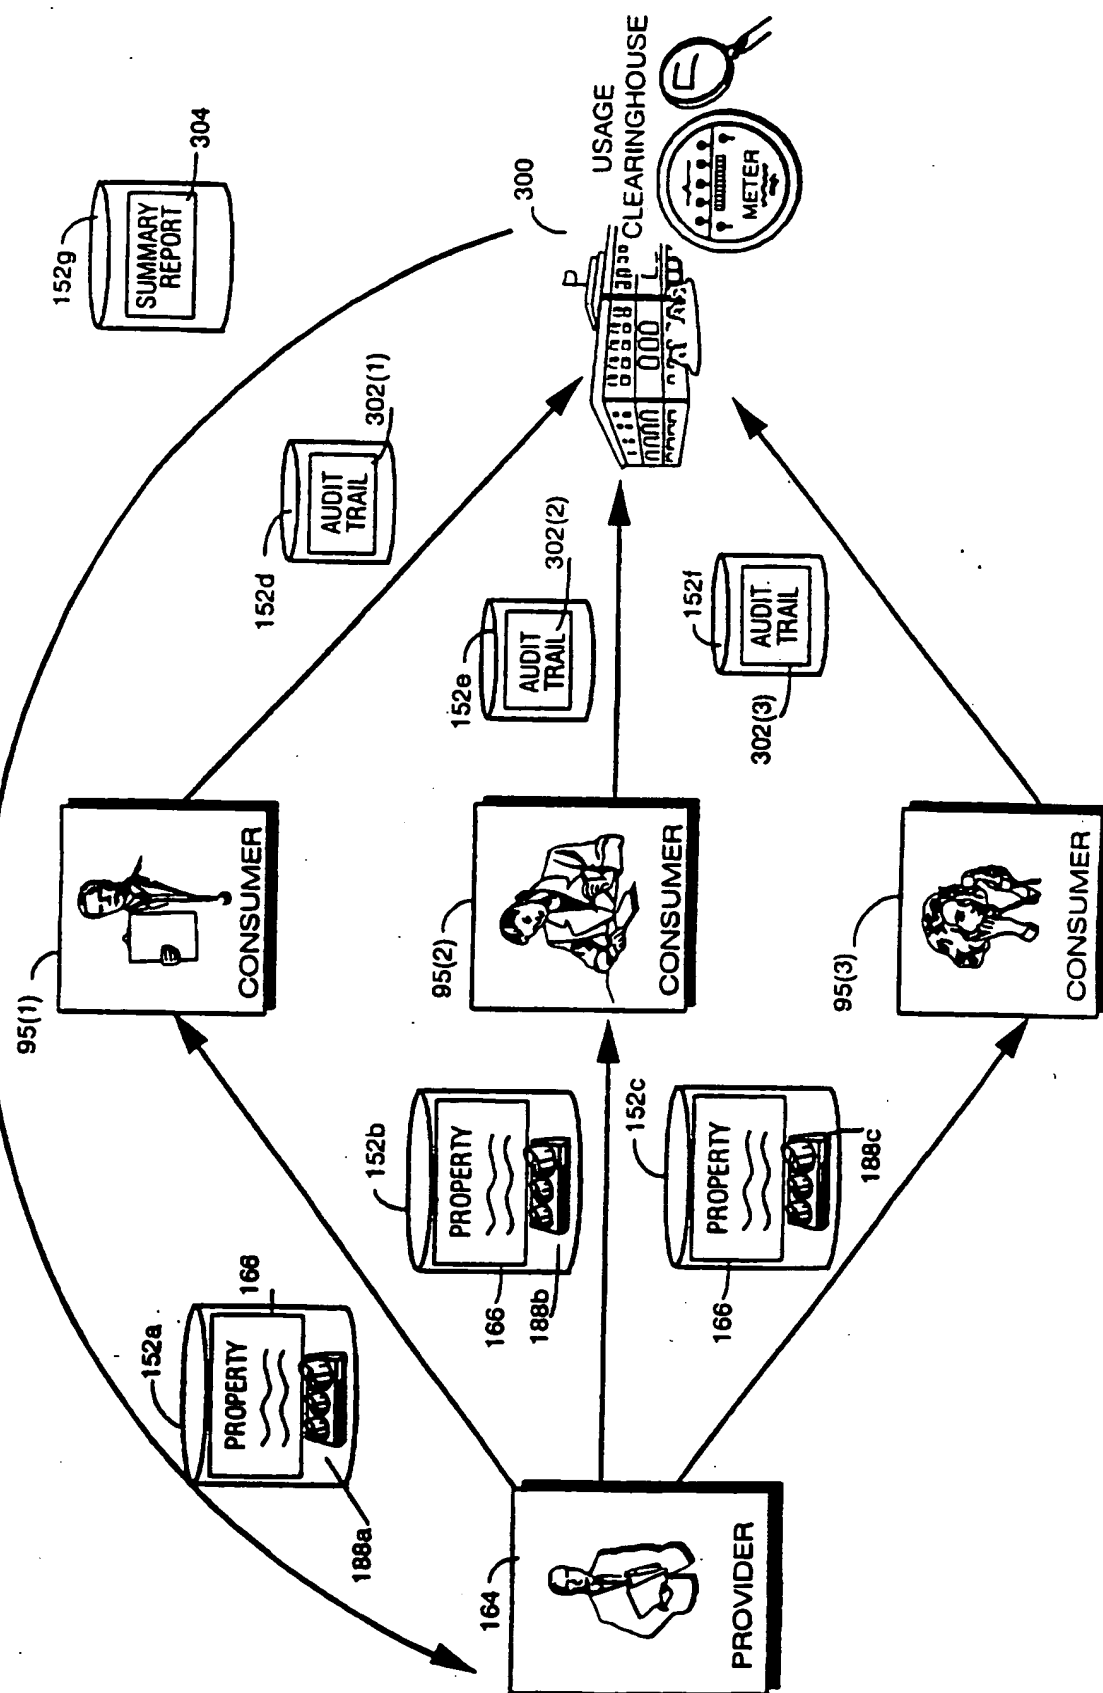 152g
SUMMARY
REPORT
304
300
USAGE
CLEARINGHOUSE
METER
152d
AUDIT
TRAIL
302(1)
152e
AUDIT
TRAIL
302(2)
152f
AUDIT
TRAIL
302(3)
95(1)
CONSUMER
95(2)
CONSUMER
95(3)
CONSUMER
152a
PROPERTY
166
188a
152b
PROPERTY
166
188b
152c
PROPERTY
166
188c
164
PROVIDER